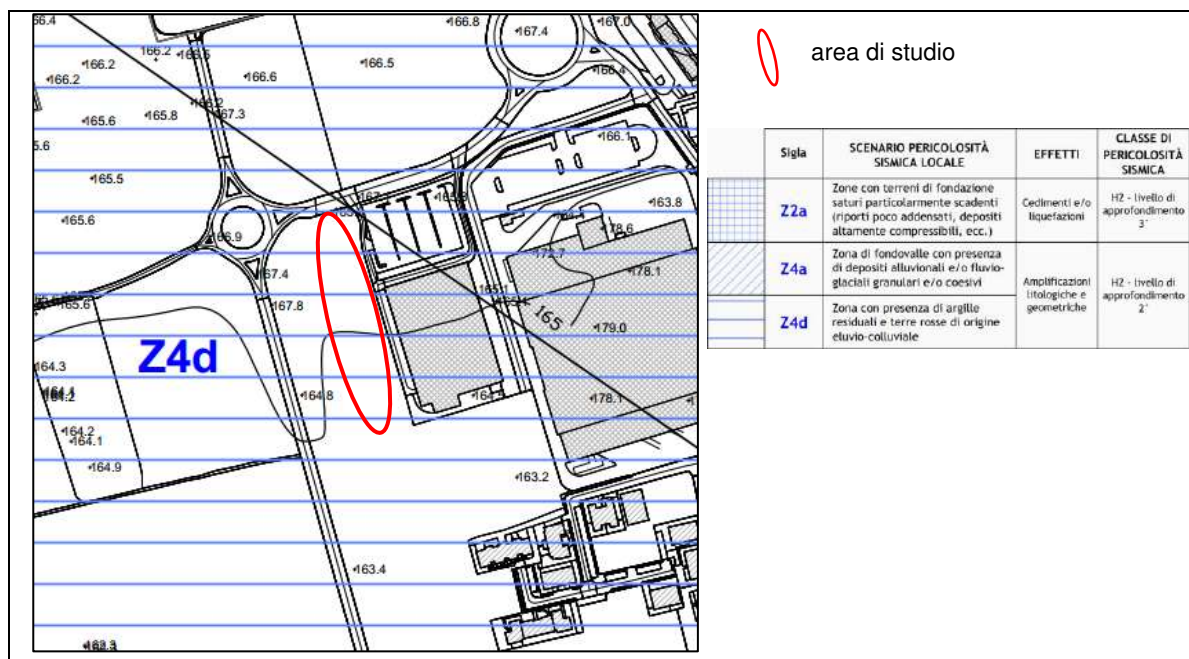 66.4
166.8
167.0
167.4
166.2
166.5
166.2
166.5
166.6
166.4
166.2
166.2
165.8
165.6
167.3
5.6
166.1
165.5
163.8
165.6
166.9
178.6
172.7
167.4
178.1
165.1
165.6
167.8
165
179.0
Z4d
164.3
164.8
178.1
164.2
164.2
164.1
164.9
163.2
163.4
162.3
area di studio
Sigla
SCENARIO PERICOLOSITÀ
SISMICA LOCALE
EFFETTI
CLASSE DI
PERICOLOSITÀ
SISMICA
Z2a
Zone con terreni di fondazione
saturi particolarmente scadenti
(riporti poco addensati, depositi
altamente compressibili, ecc.)
Cedimenti e/o
liquefazioni
H2 - livello di
approfondimento
3°
Z4a
Zona di fondovalle con presenza
di depositi alluvionali e/o fluvio-
glaciali granulari e/o coesivi
Amplificazioni
litologiche e
geometriche
H2 - livello di
approfondimento
2°
Z4d
Zona con presenza di argille
residuali e terre rosse di origine
eluvio-colluviale